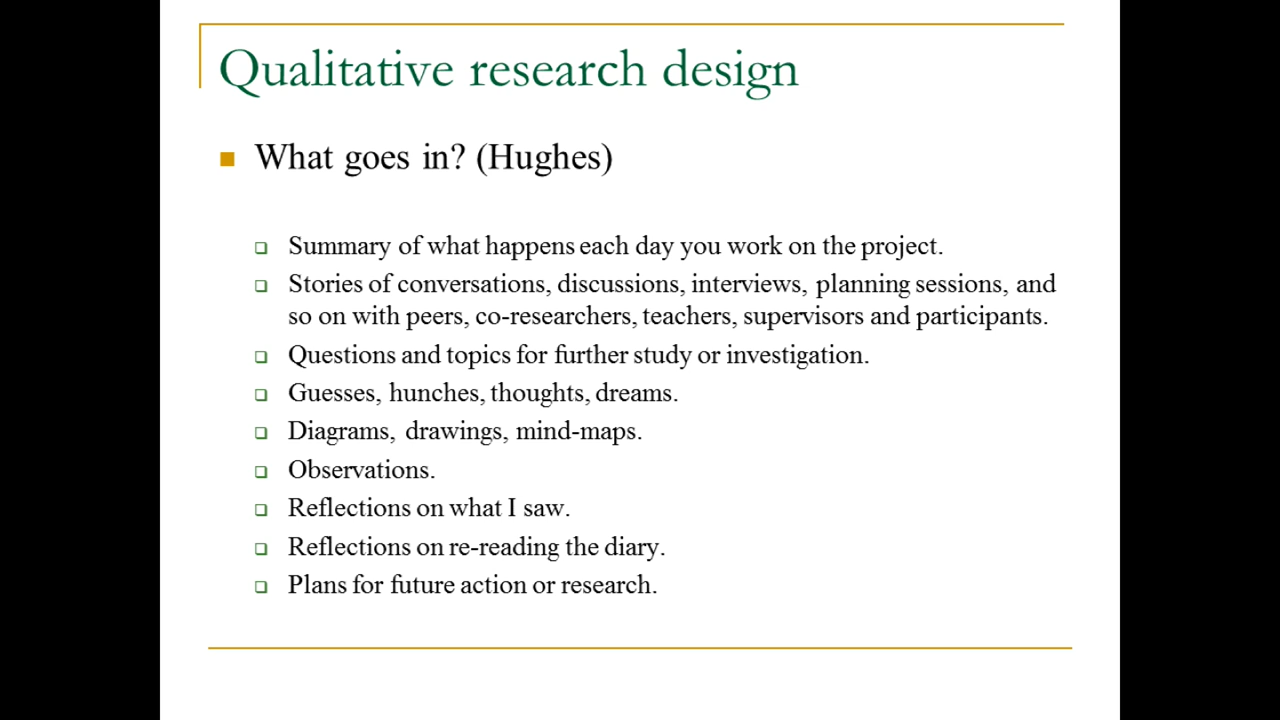 Qualitative research design
What goes in? (Hughes)
Summary of what happens each day you work on the project.
Stories of conversations, discussions, interviews, planning sessions, and
so on with peers, co-researchers, teachers, supervisors and participants.
Questions and topics for further study or investigation.
Guesses, hunches, thoughts, dreams.
Diagrams, drawings, mind-maps.
Observations.
Reflections on what I saw.
Reflections on re-reading the diary.
Plans for future action or research.